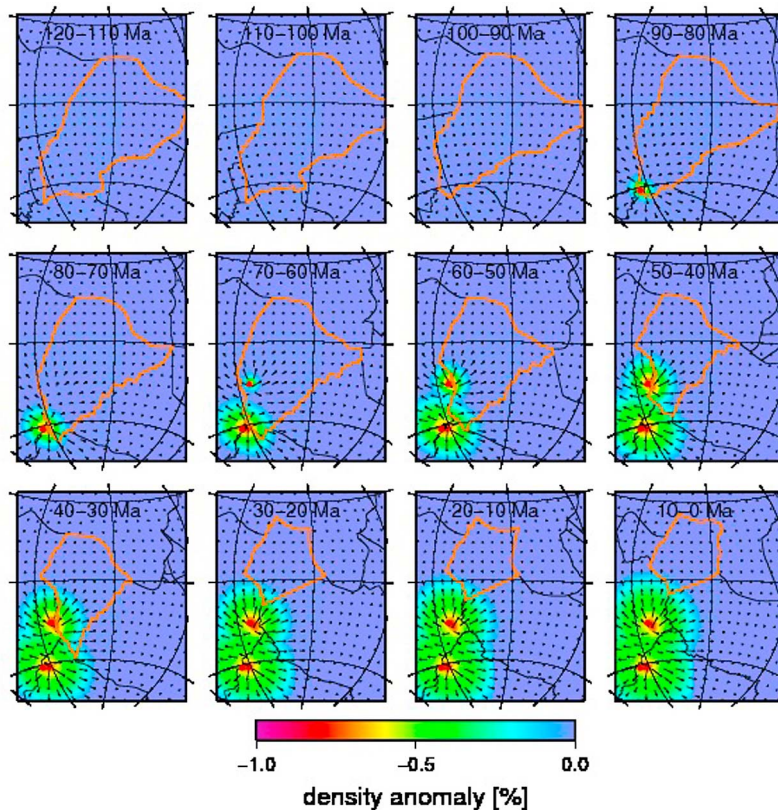 120−110 Ma
110−100 Ma
100−90 Ma
90−80 Ma
80−70 Ma
70−60 Ma
60−50 Ma
50−40 Ma
40−30 Ma
30−20 Ma
20−10 Ma
10−0 Ma
−1.0 −0.5 0.0
density anomaly [%]